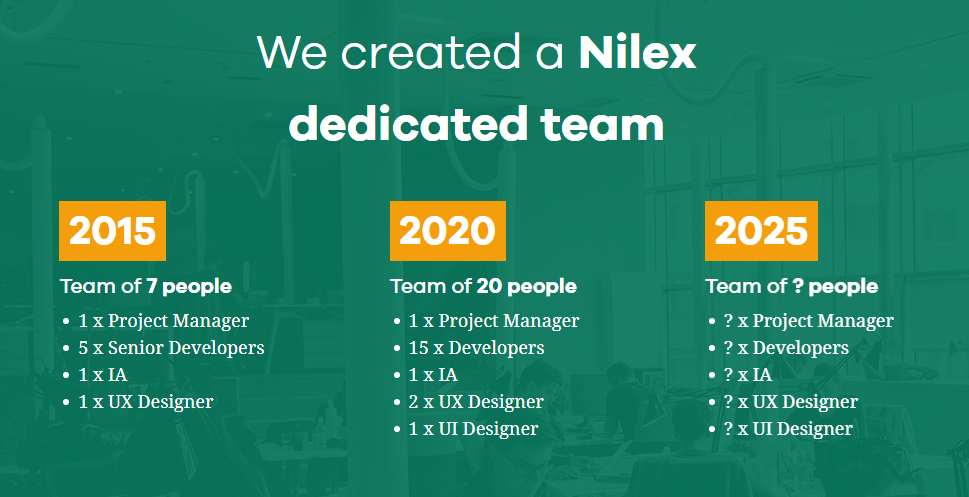 We created a Nilex
dedicated team
2015
Team of 7 people
• 1 x Project Manager
• 5 x Senior Developers
• 1 x IA
• 1 x UX Designer
2020
Team of 20 people
• 1 x Project Manager
• 15 x Developers
• 1 x IA
• 2 x UX Designer
• 1 x UI Designer
2025
Team of ? people
• ? x Project Manager
• ? x Developers
• ? x IA
• ? x UX Designer
• ? x UI Designer